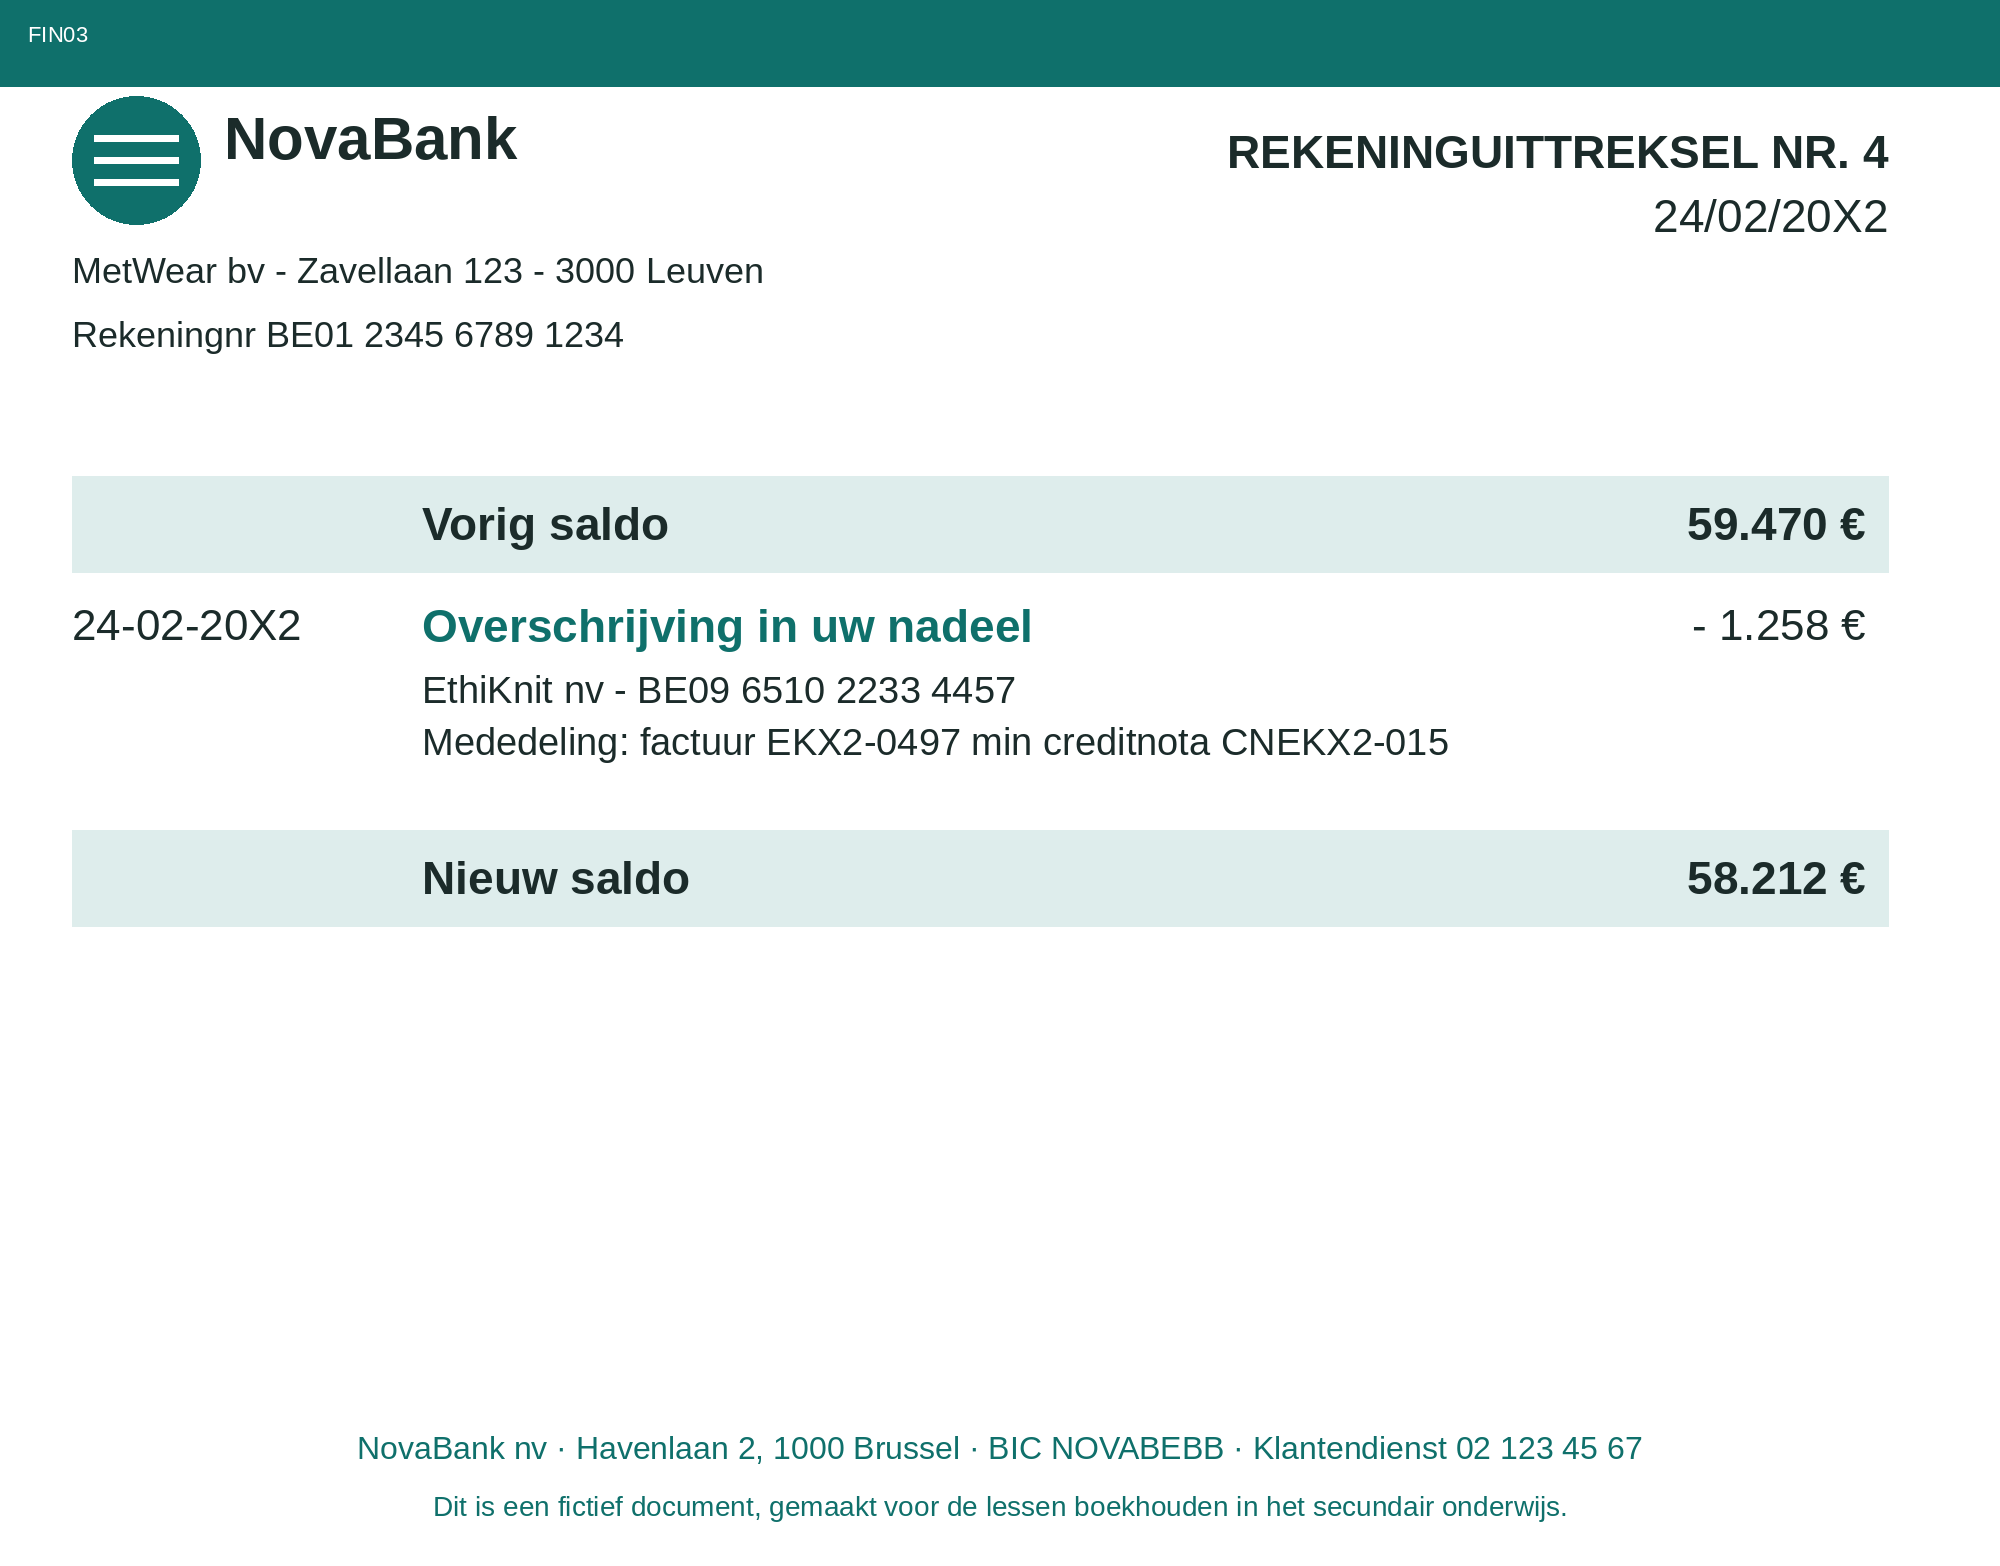 FIN03
NovaBank
REKENINGUITTREKSEL NR. 4
24/02/20X2
MetWear bv - Zavellaan 123 - 3000 Leuven
Rekeningnr BE01 2345 6789 1234
Vorig saldo 59.470 €
24-02-20X2 Overschrijving in uw nadeel - 1.258 €
EthiKnit nv - BE09 6510 2233 4457
Mededeling: factuur EKX2-0497 min creditnota CNEKX2-015
Nieuw saldo 58.212 €
NovaBank nv · Havenlaan 2, 1000 Brussel · BIC NOVABEBB · Klantendienst 02 123 45 67
Dit is een fictief document, gemaakt voor de lessen boekhouden in het secundair onderwijs.